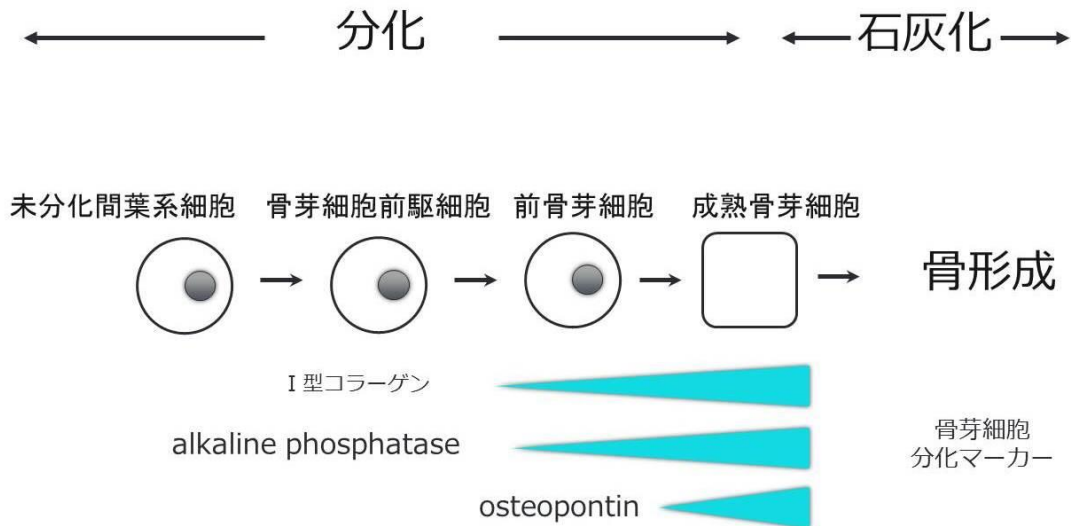 分化
石灰化
未分化間葉系細胞
骨芽細胞前駆細胞
前骨芽細胞
成熟骨芽細胞
骨形成
I 型コラーゲン
alkaline phosphatase
骨芽細胞
分化マーカー
osteopontin